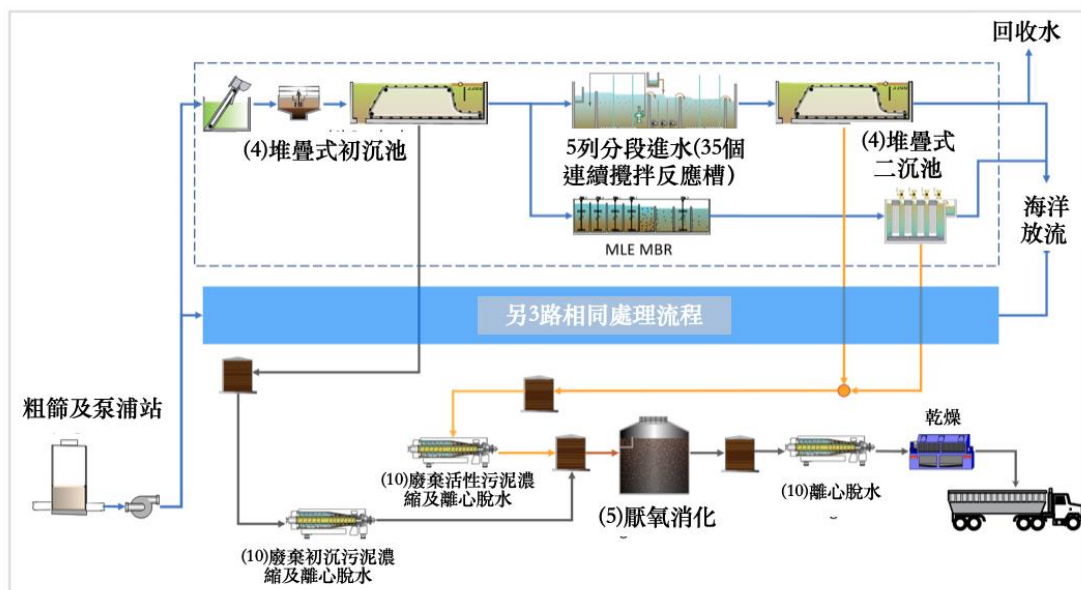 回收水
(4)堆疊式初沉池
5列分段進水(35個
連續攪拌反應槽)
(4)堆疊式
二沉池
海洋
放流
MLE MBR
另3路相同處理流程
粗篩及泵浦站
乾燥
(10)廢棄活性污泥濃
縮及離心脫水
(10)離心脫水
(5)厭氧消化
(10)廢棄初沉污泥濃
縮及離心脫水